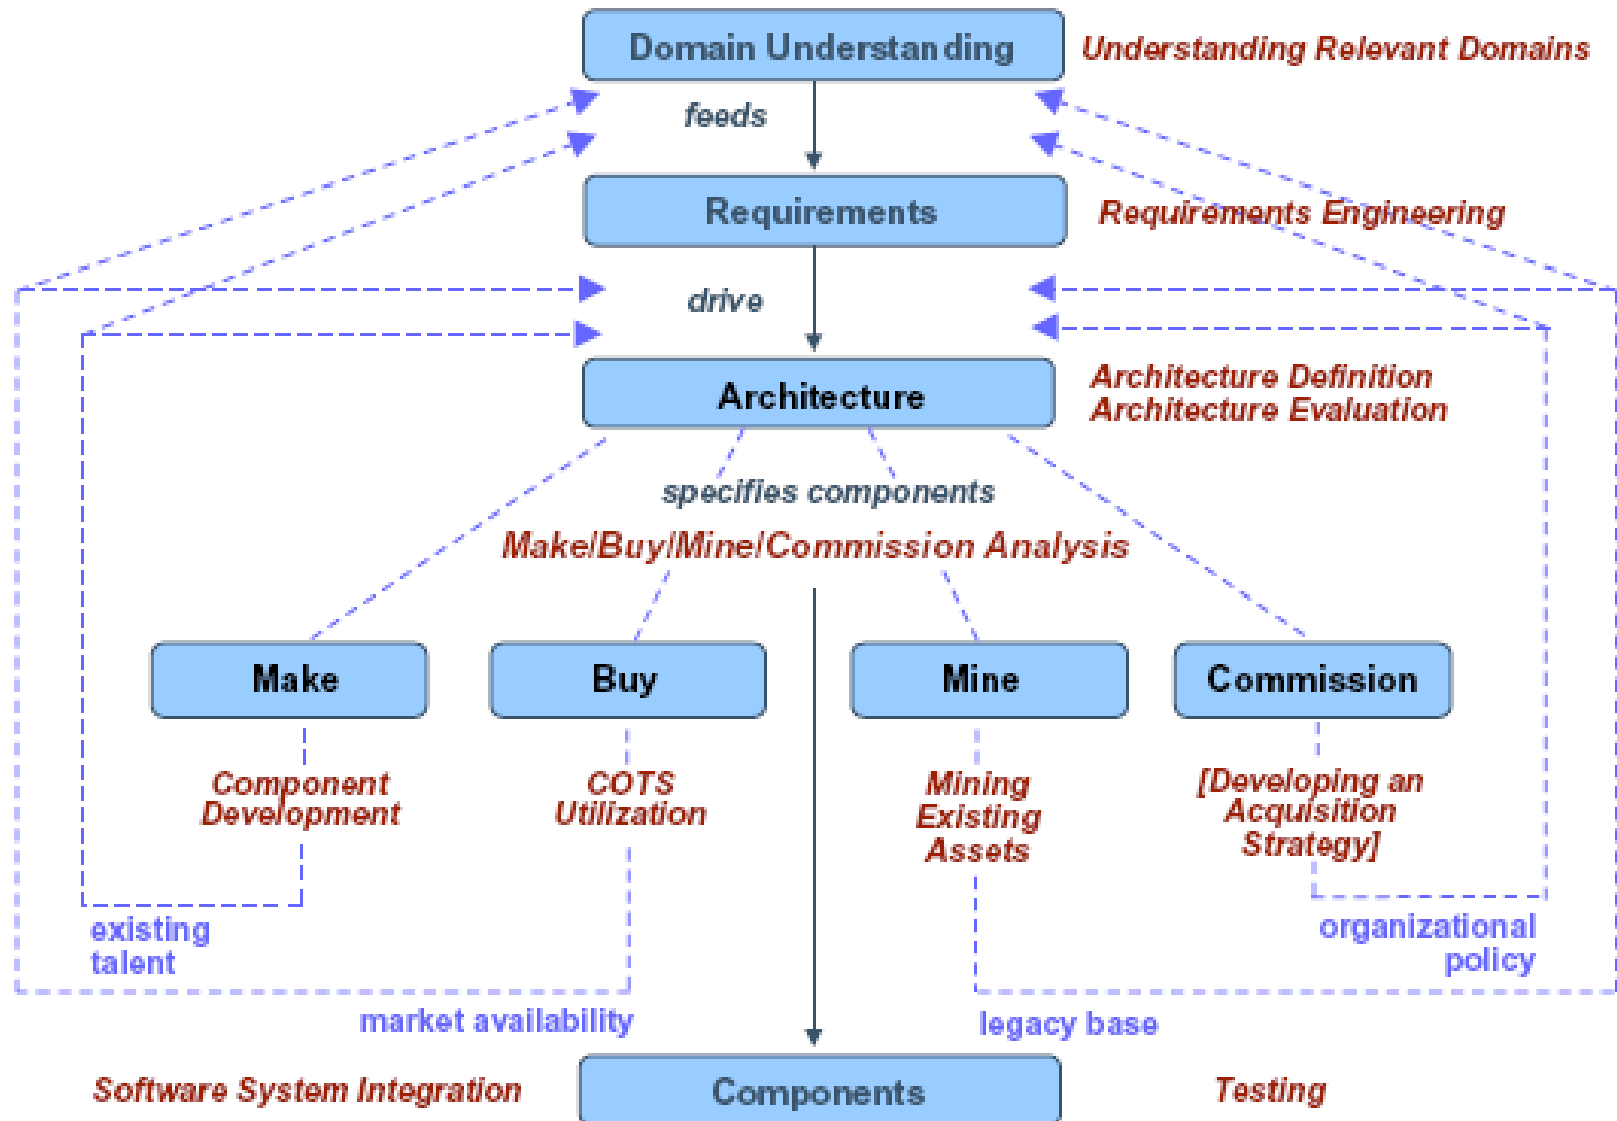 Domain Understanding
Understanding Relevant Domains
feeds
Requirements
Requirements Engineering
drive
Architecture
Architecture Definition
Architecture Evaluation
specifies components
Make/Buy/Mine/Commission Analysis
Make
Buy
Mine
Commission
Component
Development
COTS
Utilization
Mining
Existing
Assets
[Developing an
Acquisition
Strategy]
existing
talent
organizational
policy
market availability
legacy base
Software System Integration
Components
Testing